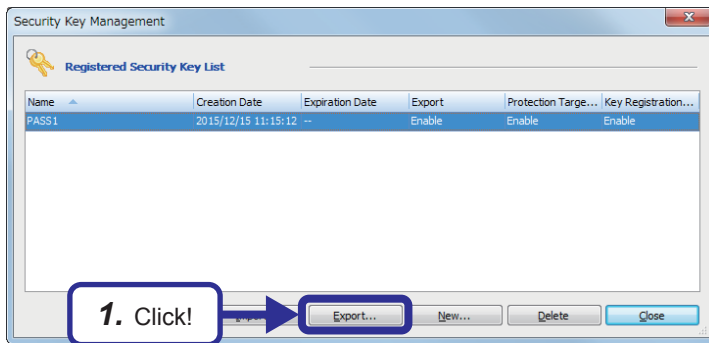 Security Key Management
Registered Security Key List
Name Creation Date Expiration Date Export Protection Targe... Key Registration...
PASS1 2015/12/15 11:15:12 -- Enable Enable Enable
1. Click! Export... New... Delete Close